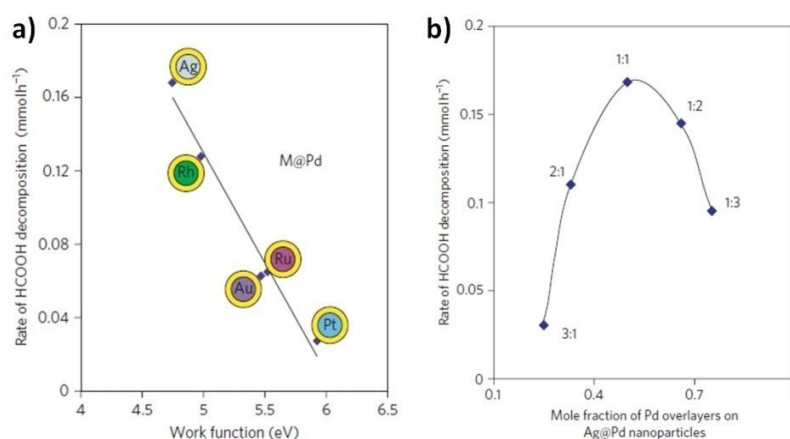 a)
Rate of HCOOH decomposition (mmolh⁻¹)
0.2
0.16
0.12
0.08
0.04
0
Ag
Rh
M@Pd
Ru
Au
Pt
4
4.5
5
5.5
6
6.5
Work function (eV)
b)
Rate of HCOOH decomposition (mmolh⁻¹)
0.2
0.15
0.1
0.05
0
1:1
1:2
2:1
1:3
3:1
0.1
0.4
0.7
Mole fraction of Pd overlayers on
Ag@Pd nanoparticles